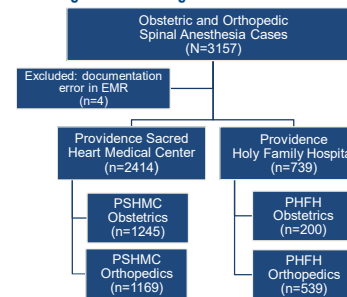 Obstetric and Orthopedic
Spinal Anesthesia Cases
(N=3157)
Excluded: documentation
error in EMR
(n=4)
Providence Sacred
Heart Medical Center
(n=2414)
Providence
Holy Family Hospita
(n=739)
PSHMC
Obstetrics
(n=1245)
PHFH
Obstetrics
(n=200)
PSHMC
Orthopedics
(n=1169)
PHFH
Orthopedics
(n=539)